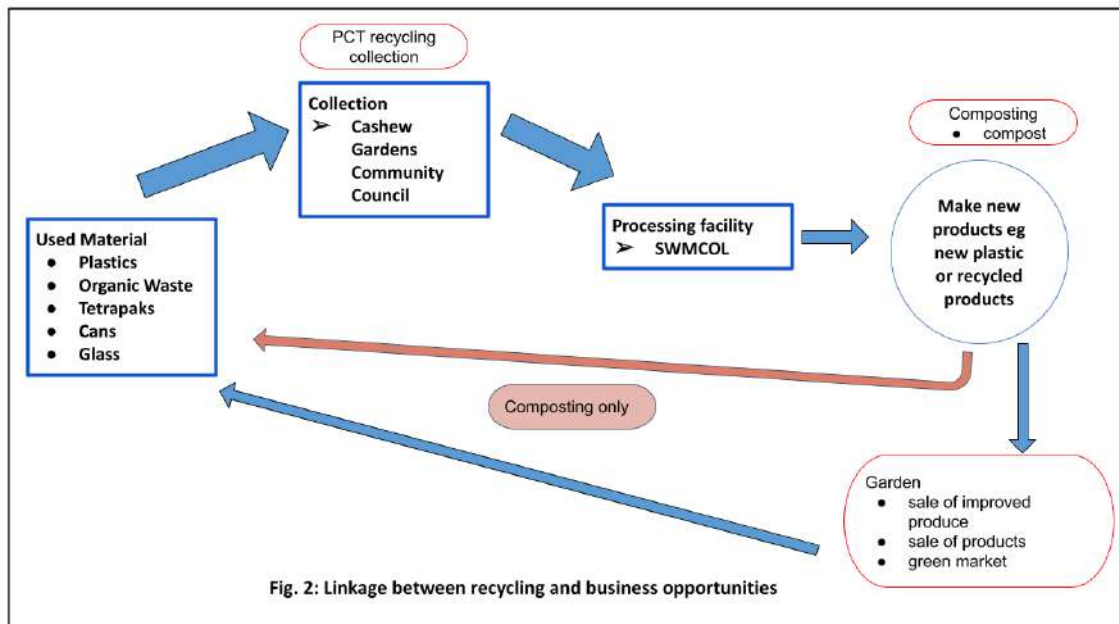 PCT recycling
collection
Collection
➢ Cashew
Gardens
Community
Council
Composting
● compost
Processing facility
➢ SWMCOL
Make new
products eg
new plastic
or recycled
products
Used Material
● Plastics
● Organic Waste
● Tetrapaks
● Cans
● Glass
Composting only
Garden
● sale of improved
produce
● sale of products
● green market
Fig. 2: Linkage between recycling and business opportunities